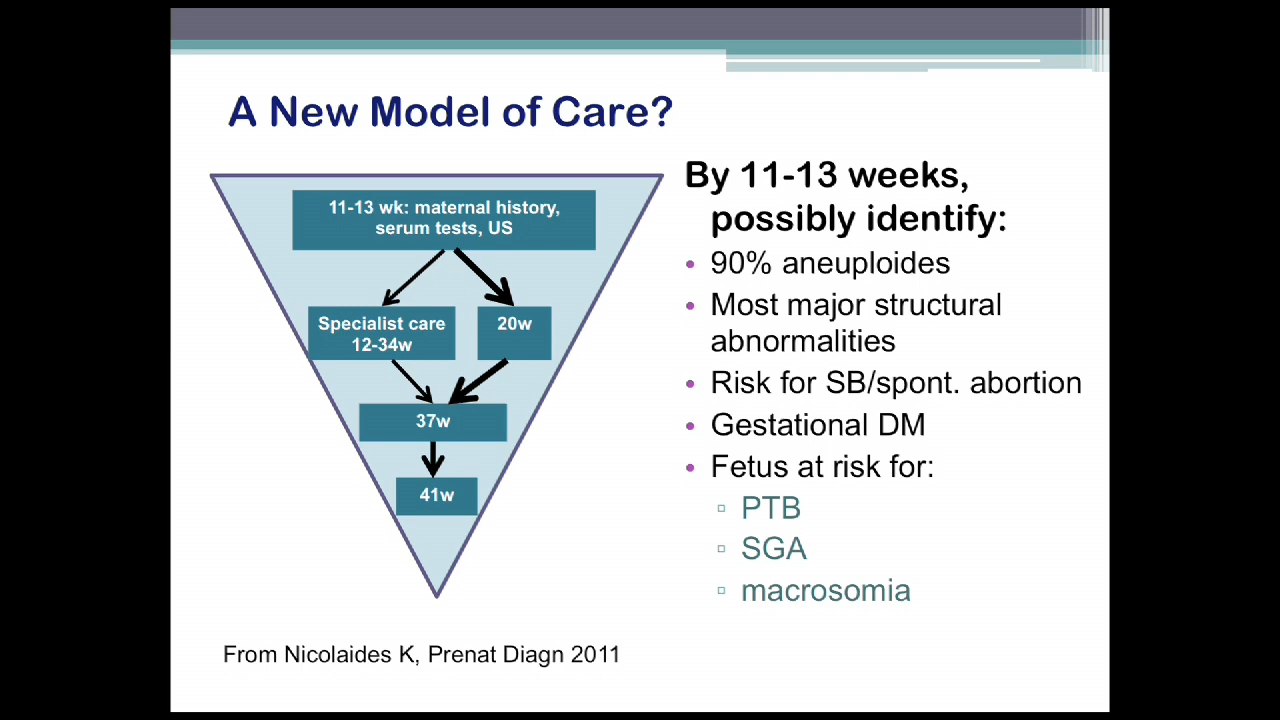 A New Model of Care?
11-13 wk: maternal history,
serum tests, US
Specialist care
12-34w
20w
37w
41w
By 11-13 weeks,
possibly identify:
• 90% aneuploides
• Most major structural
abnormalities
• Risk for SB/spont. abortion
• Gestational DM
• Fetus at risk for:
▫ PTB
▫ SGA
▫ macrosomia
From Nicolaides K, Prenat Diagn 2011